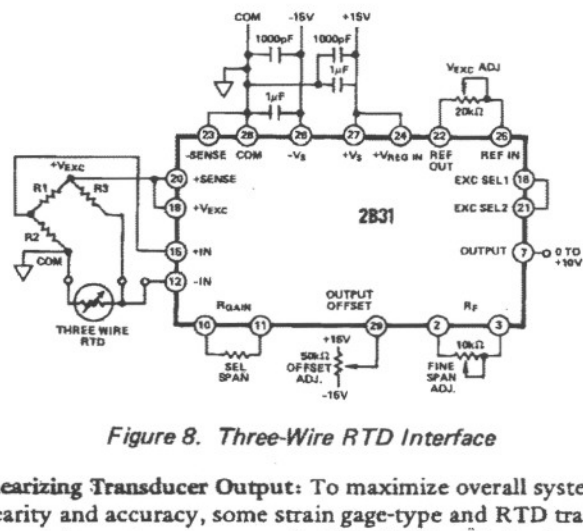 COM -15V +15V
1000pF 1000pF
1μF
1μF
VEXC ADJ
20kΩ
23 28 26 27 24 22 25
-SENSE COM -VS +VS +VREG IN REF OUT REF IN
+VEXC
R1 R3
R2
COM
THREE WIRE
RTD
20 +SENSE
+VEXC
15 +IN
12 -IN
2B31
EXC SEL1
EXC SEL2 21
OUTPUT 7 0 TO
+10V
RGAIN
10 11
SEL
SPAN
OUTPUT
OFFSET
29
+15V
50kΩ
OFFSET
ADJ.
-15V
RF
2 3
10kΩ
FINE
SPAN
ADJ.
Figure 8. Three-Wire RTD Interface
earizing Transducer Output: To maximize overall syste
earity and accuracy, some strain gage-type and RTD tra